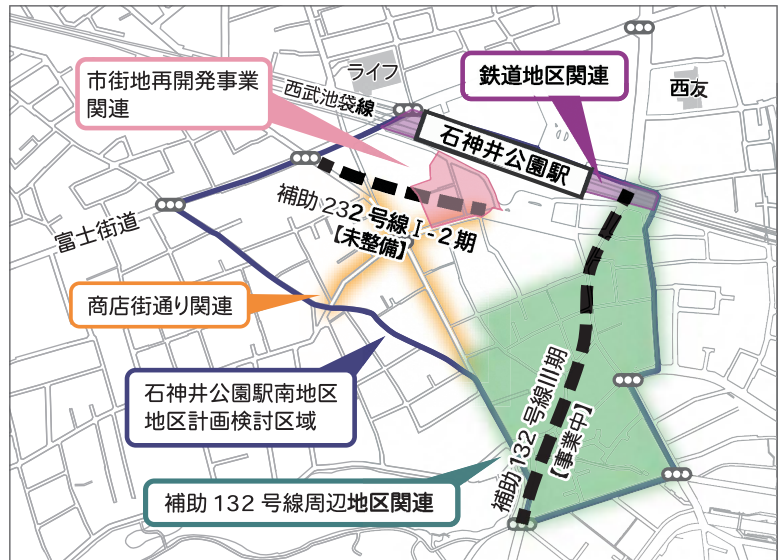 市街地再開発事業
関連
ライフ
西武池袋線
鉄道地区関連
西友
石神井公園駅
富士街道
補助 232 号線Ⅰ-2期
【未整備】
商店街通り関連
石神井公園駅南地区
地区計画検討区域
補助 132 号線川期
【事業中】
補助 132 号線周辺地区関連